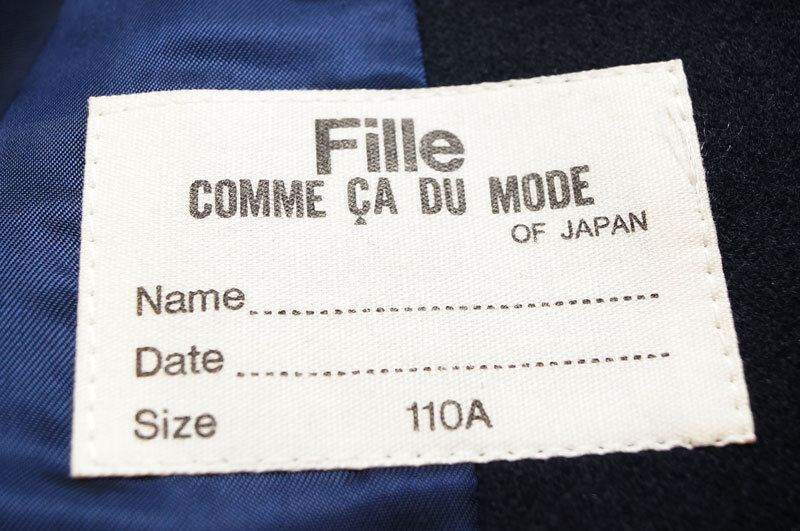 Fille
COMME ÇA DU MODE
OF JAPAN
Name
Date
Size 110A